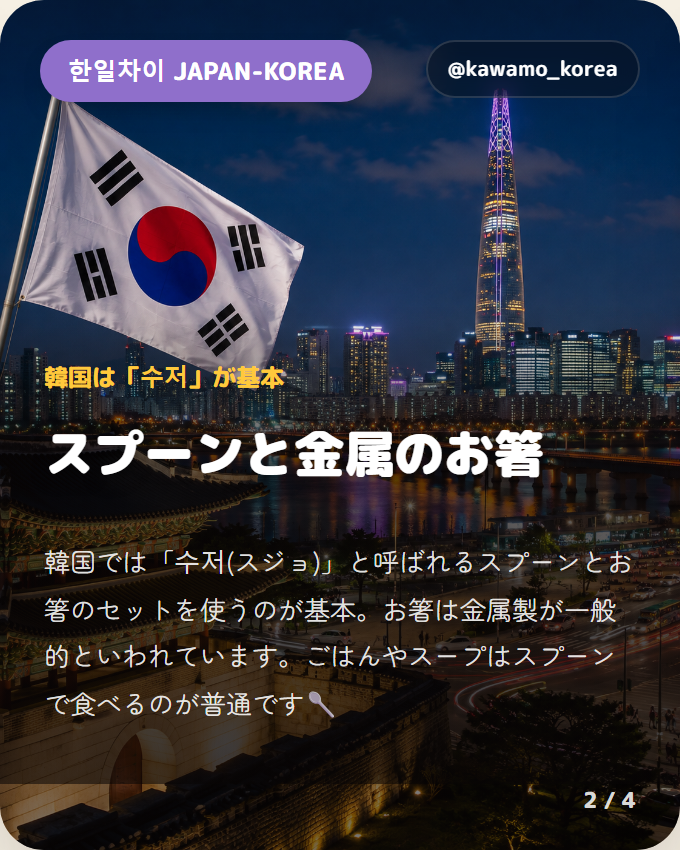 한일차이 JAPAN-KOREA
@kawamo_korea
韓国は「수저」が基本
スプーンと金属のお箸
韓国では「수저(スジョ)」と呼ばれるスプーンとお
箸のセットを使うのが基本。お箸は金属製が一般
的といわれています。ごはんやスープはスプーン
で食べるのが普通です🥄
2 / 4